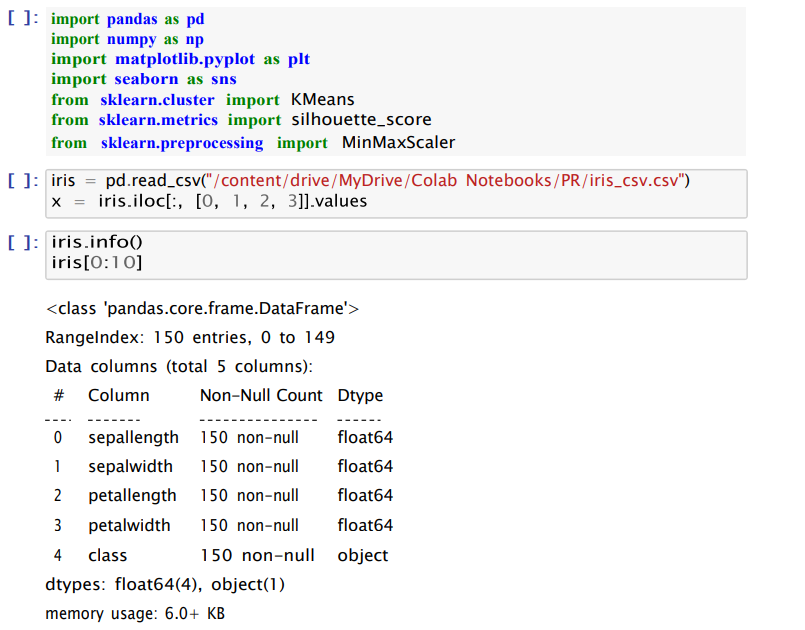 [ ]: import pandas as pd
import numpy as np
import matplotlib.pyplot as plt
import seaborn as sns
from sklearn.cluster import KMeans
from sklearn.metrics import silhouette_score
from sklearn.preprocessing import MinMaxScaler
[ ]: iris = pd.read_csv("/content/drive/MyDrive/Colab Notebooks/PR/iris_csv.csv")
x = iris.iloc[:, [0, 1, 2, 3]].values
[ ]: iris.info()
iris[0:10]
<class 'pandas.core.frame.DataFrame'>
RangeIndex: 150 entries, 0 to 149
Data columns (total 5 columns):
# Column Non-Null Count Dtype
--- ------ -------------- -----
0 sepallength 150 non-null float64
1 sepalwidth 150 non-null float64
2 petallength 150 non-null float64
3 petalwidth 150 non-null float64
4 class 150 non-null object
dtypes: float64(4), object(1)
memory usage: 6.0+ KB